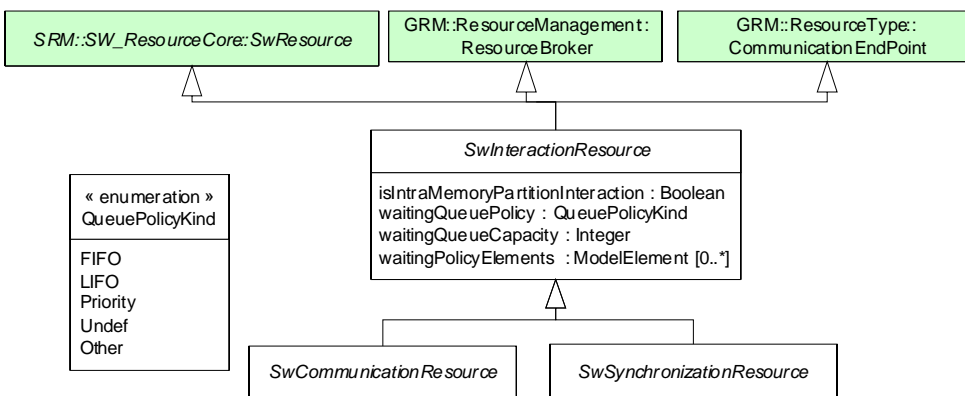 SRM::SW_ResourceCore::SwResource
GRM::ResourceManagement:
ResourceBroker
GRM::ResourceType::
CommunicationEndPoint
SwInteractionResource
isIntraMemoryPartitionInteraction : Boolean
waitingQueuePolicy : QueuePolicyKind
waitingQueueCapacity : Integer
waitingPolicyElements : ModelElement [0..*]
« enumeration »
QueuePolicyKind
FIFO
LIFO
Priority
Undef
Other
SwCommunicationResource
SwSynchronizationResource